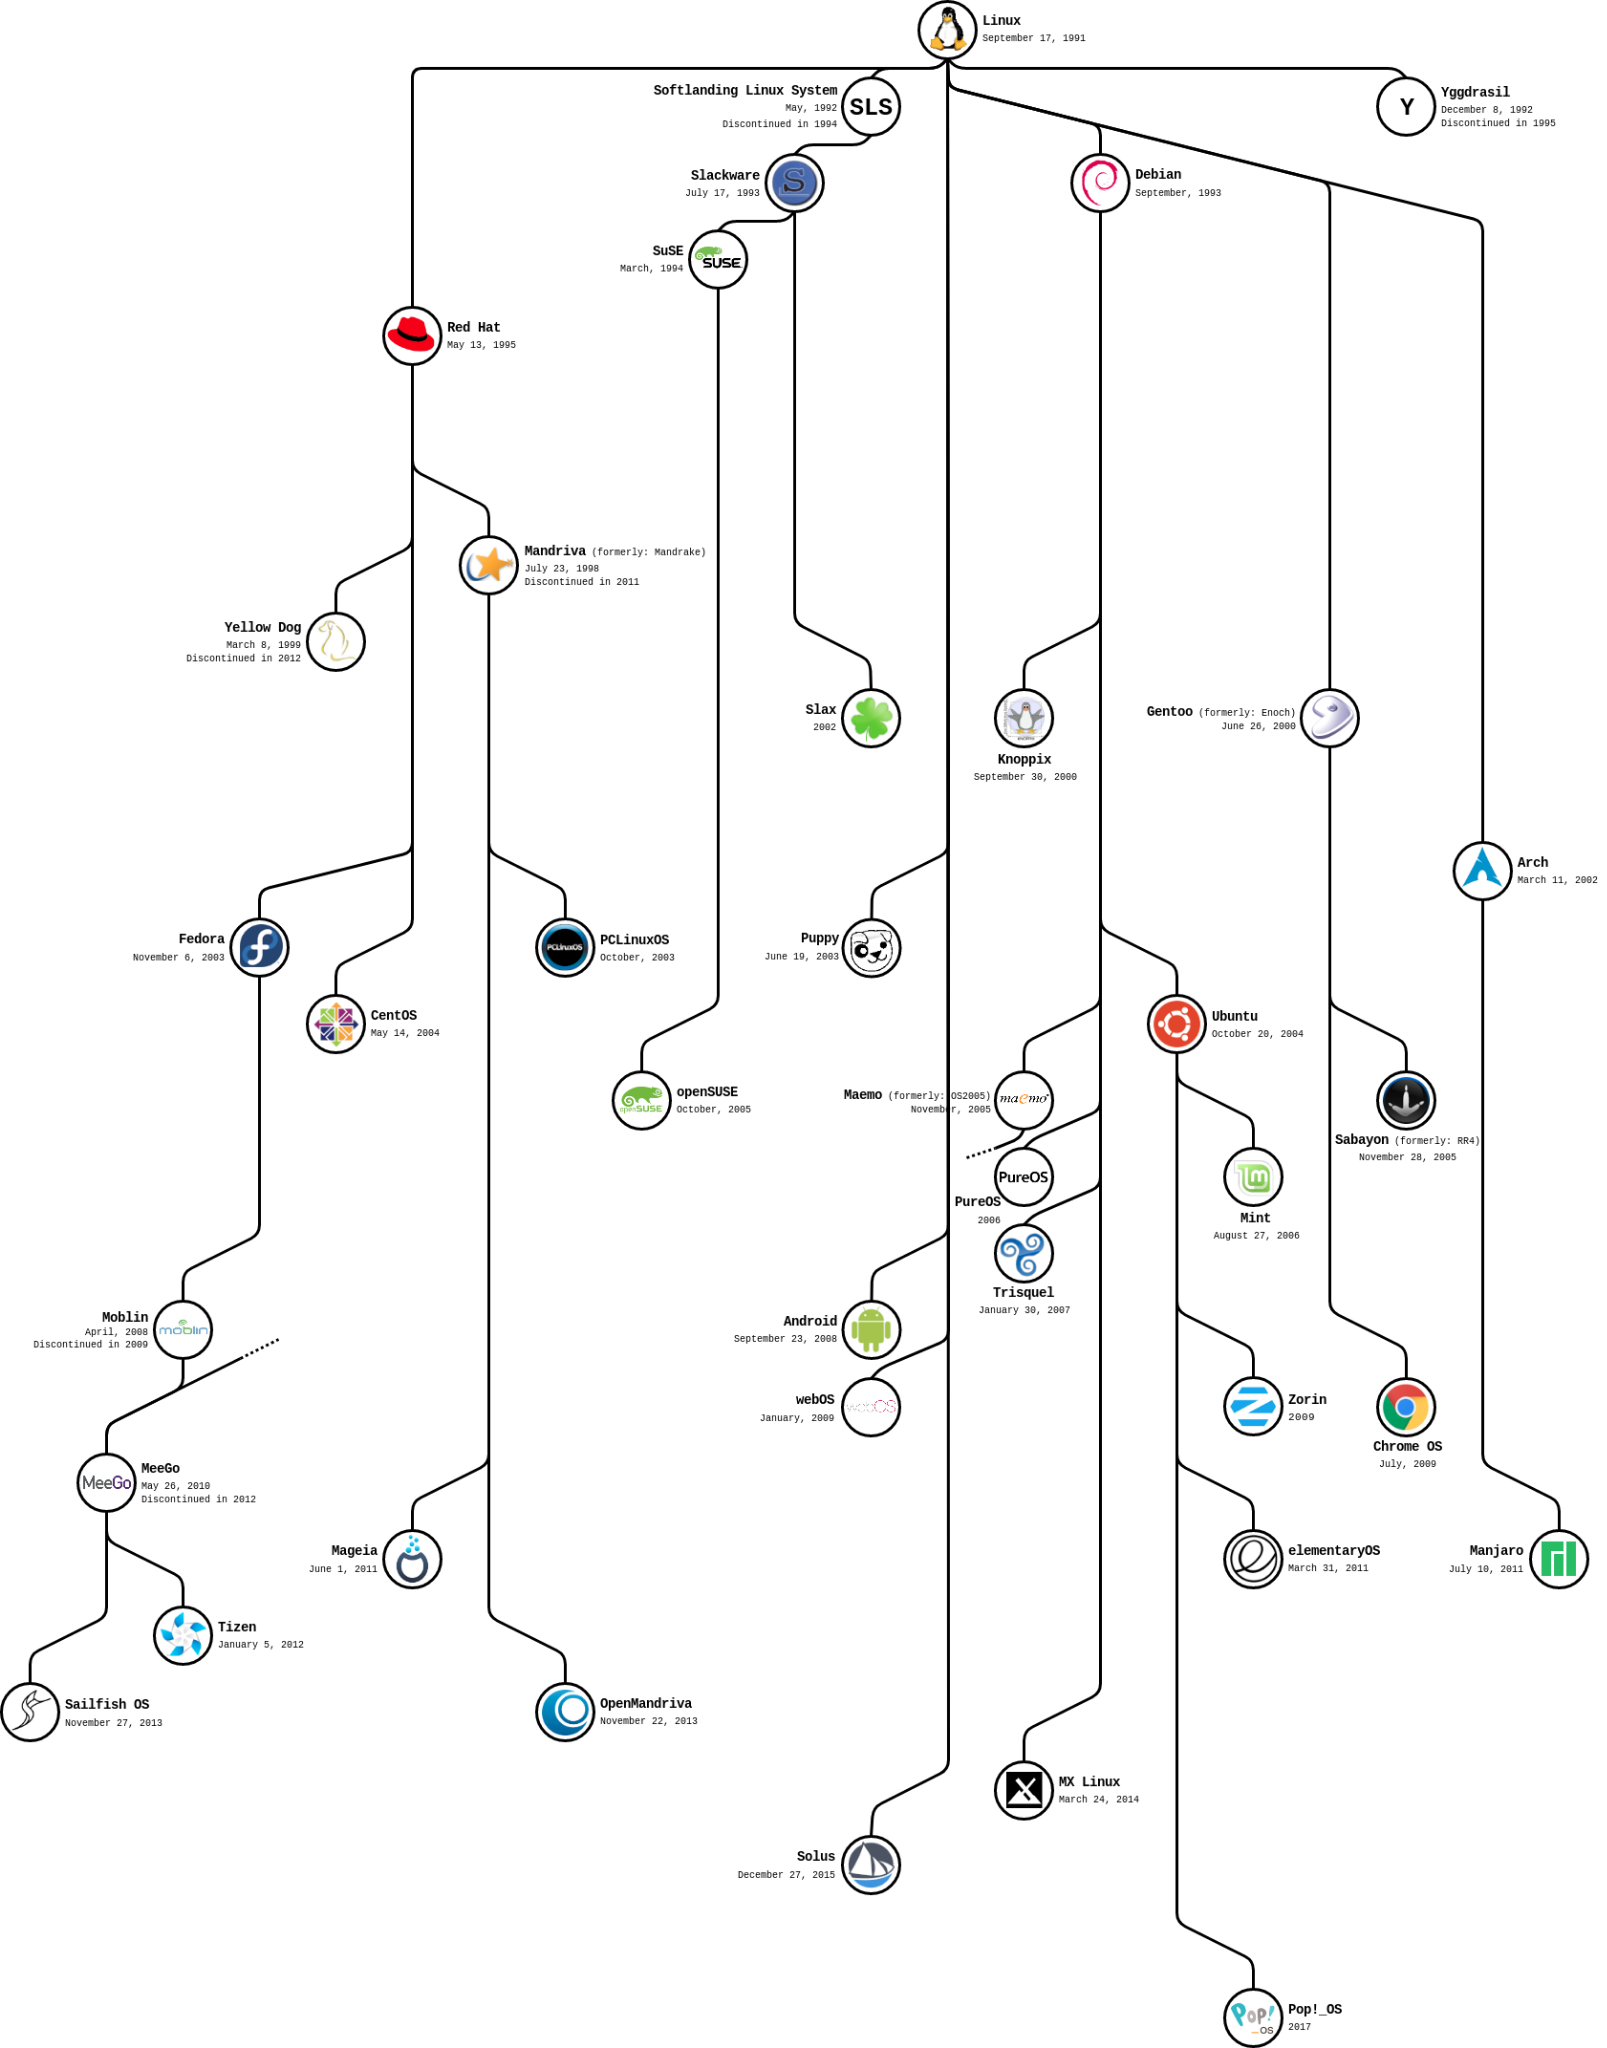 Linux
September 17, 1991
Softlanding Linux System
May, 1992
Discontinued in 1994
SLS
Y
Yggdrasil
December 8, 1992
Discontinued in 1995
Slackware
July 17, 1993
S
Debian
September, 1993
SuSE
March, 1994
SUSE
Red Hat
May 13, 1995
Mandriva (formerly: Mandrake)
July 23, 1998
Discontinued in 2011
Yellow Dog
March 8, 1999
Discontinued in 2012
Slax
2002
Knoppix
September 30, 2000
Gentoo (formerly: Enoch)
June 26, 2000
Arch
March 11, 2002
Fedora
November 6, 2003
PCLinuxOS
PCLinuxOS
October, 2003
Puppy
June 19, 2003
CentOS
May 14, 2004
Ubuntu
October 20, 2004
openSUSE
October, 2005
openSUSE
Maemo (formerly: OS2005)
November, 2005
maemo
Sabayon (formerly: RR4)
November 28, 2005
PureOS
PureOS
2006
Mint
August 27, 2006
Trisquel
January 30, 2007
Moblin
April, 2008
Discontinued in 2009
moblin
Android
September 23, 2008
webOS
January, 2009
webOS
Zorin
2009
Chrome OS
July, 2009
MeeGo
MeeGo
May 26, 2010
Discontinued in 2012
Mageia
June 1, 2011
elementaryOS
March 31, 2011
Manjaro
July 10, 2011
Tizen
January 5, 2012
Sailfish OS
November 27, 2013
OpenMandriva
November 22, 2013
MX Linux
March 24, 2014
Solus
December 27, 2015
Pop!_OS
Pop!_OS
2017